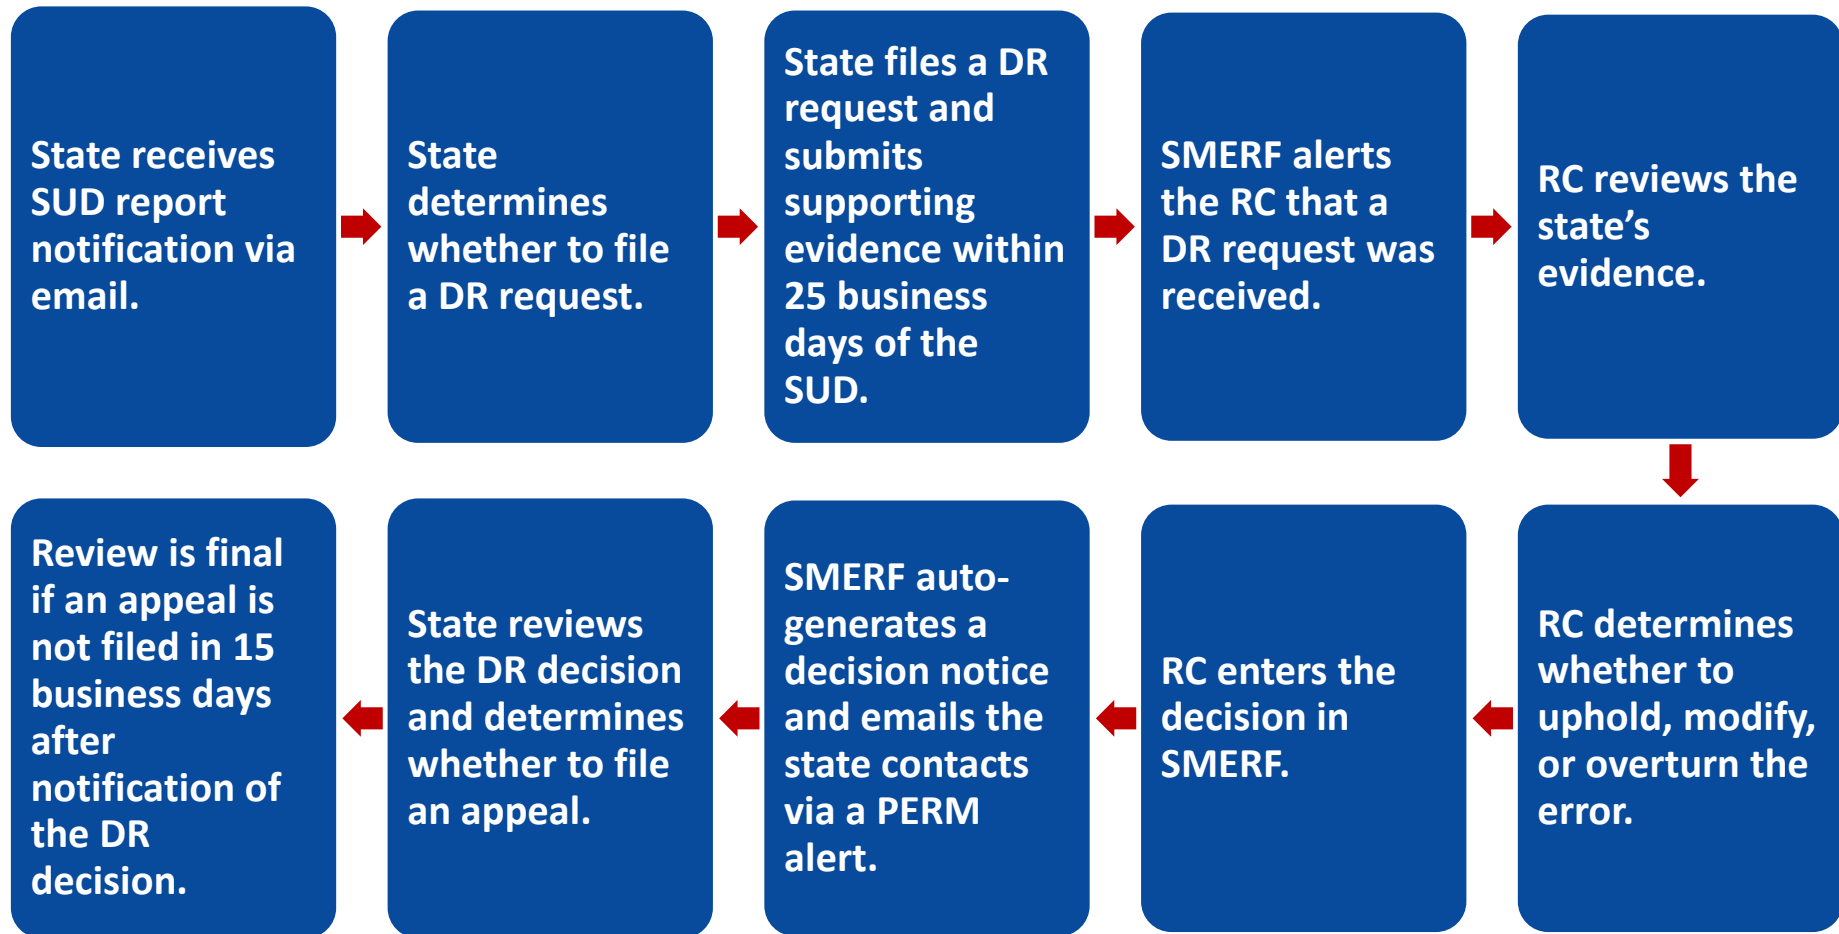 State receives
SUD report
notification via
email.
State
determines
whether to file
a DR request.
State files a DR
request and
submits
supporting
evidence within
25 business
days of the
SUD.
SMERF alerts
the RC that a
DR request was
received.
RC reviews the
state’s
evidence.
RC determines
whether to
uphold, modify,
or overturn the
error.
RC enters the
decision in
SMERF.
SMERF auto-
generates a
decision notice
and emails the
state contacts
via a PERM
alert.
State reviews
the DR decision
and determines
whether to file
an appeal.
Review is final
if an appeal is
not filed in 15
business days
after
notification of
the DR
decision.